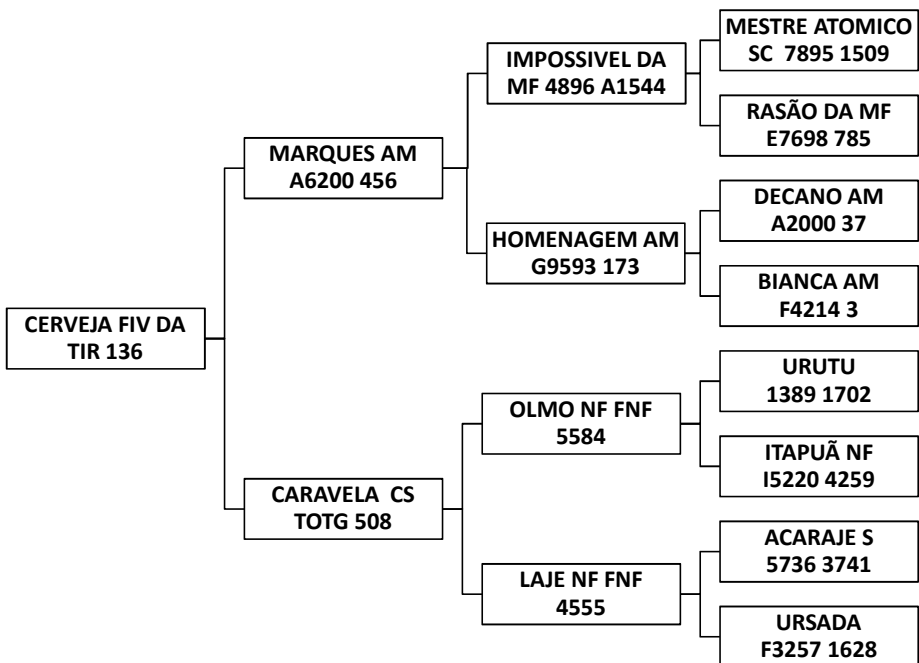 MESTRE ATOMICO
SC 7895 1509
IMPOSSIVEL DA
MF 4896 A1544
RASÃO DA MF
E7698 785
MARQUES AM
A6200 456
DECANO AM
A2000 37
HOMENAGEM AM
G9593 173
BIANCA AM
F4214 3
CERVEJA FIV DA
TIR 136
URUTU
1389 1702
OLMO NF FNF
5584
ITAPUÃ NF
I5220 4259
CARAVELA CS
TOTG 508
ACARAJE S
5736 3741
LAJE NF FNF
4555
URSADA
F3257 1628